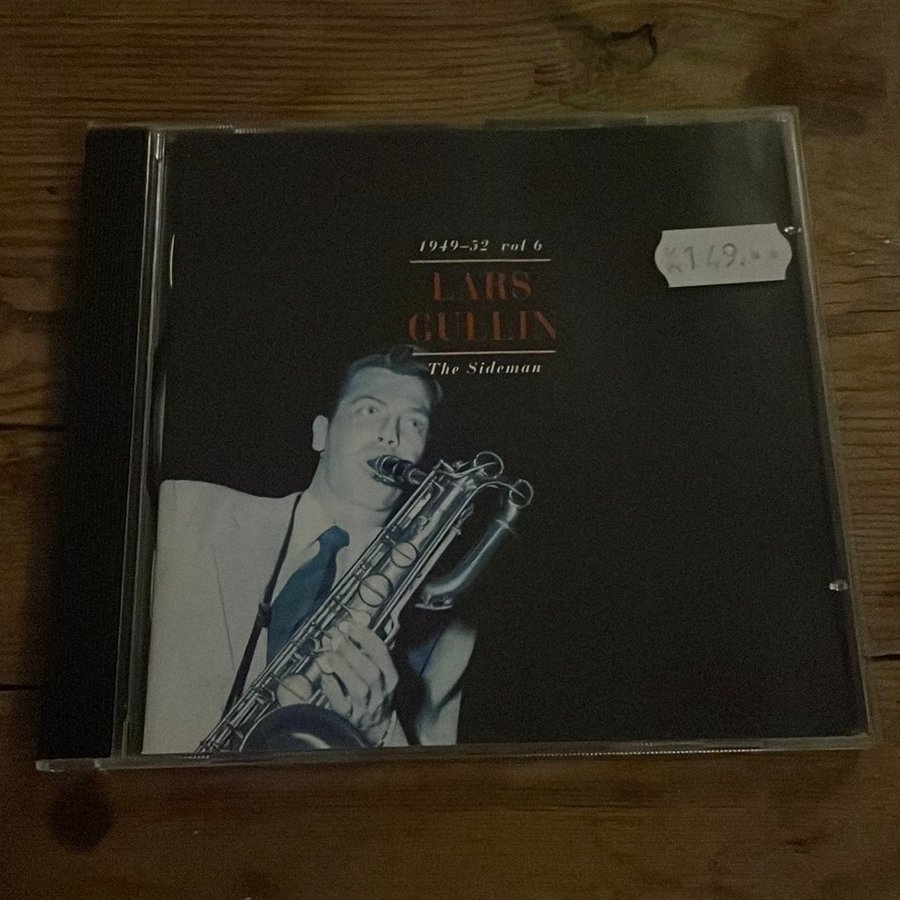 1949–52 vol 6
LARS
GULLIN
The Sideman
149.